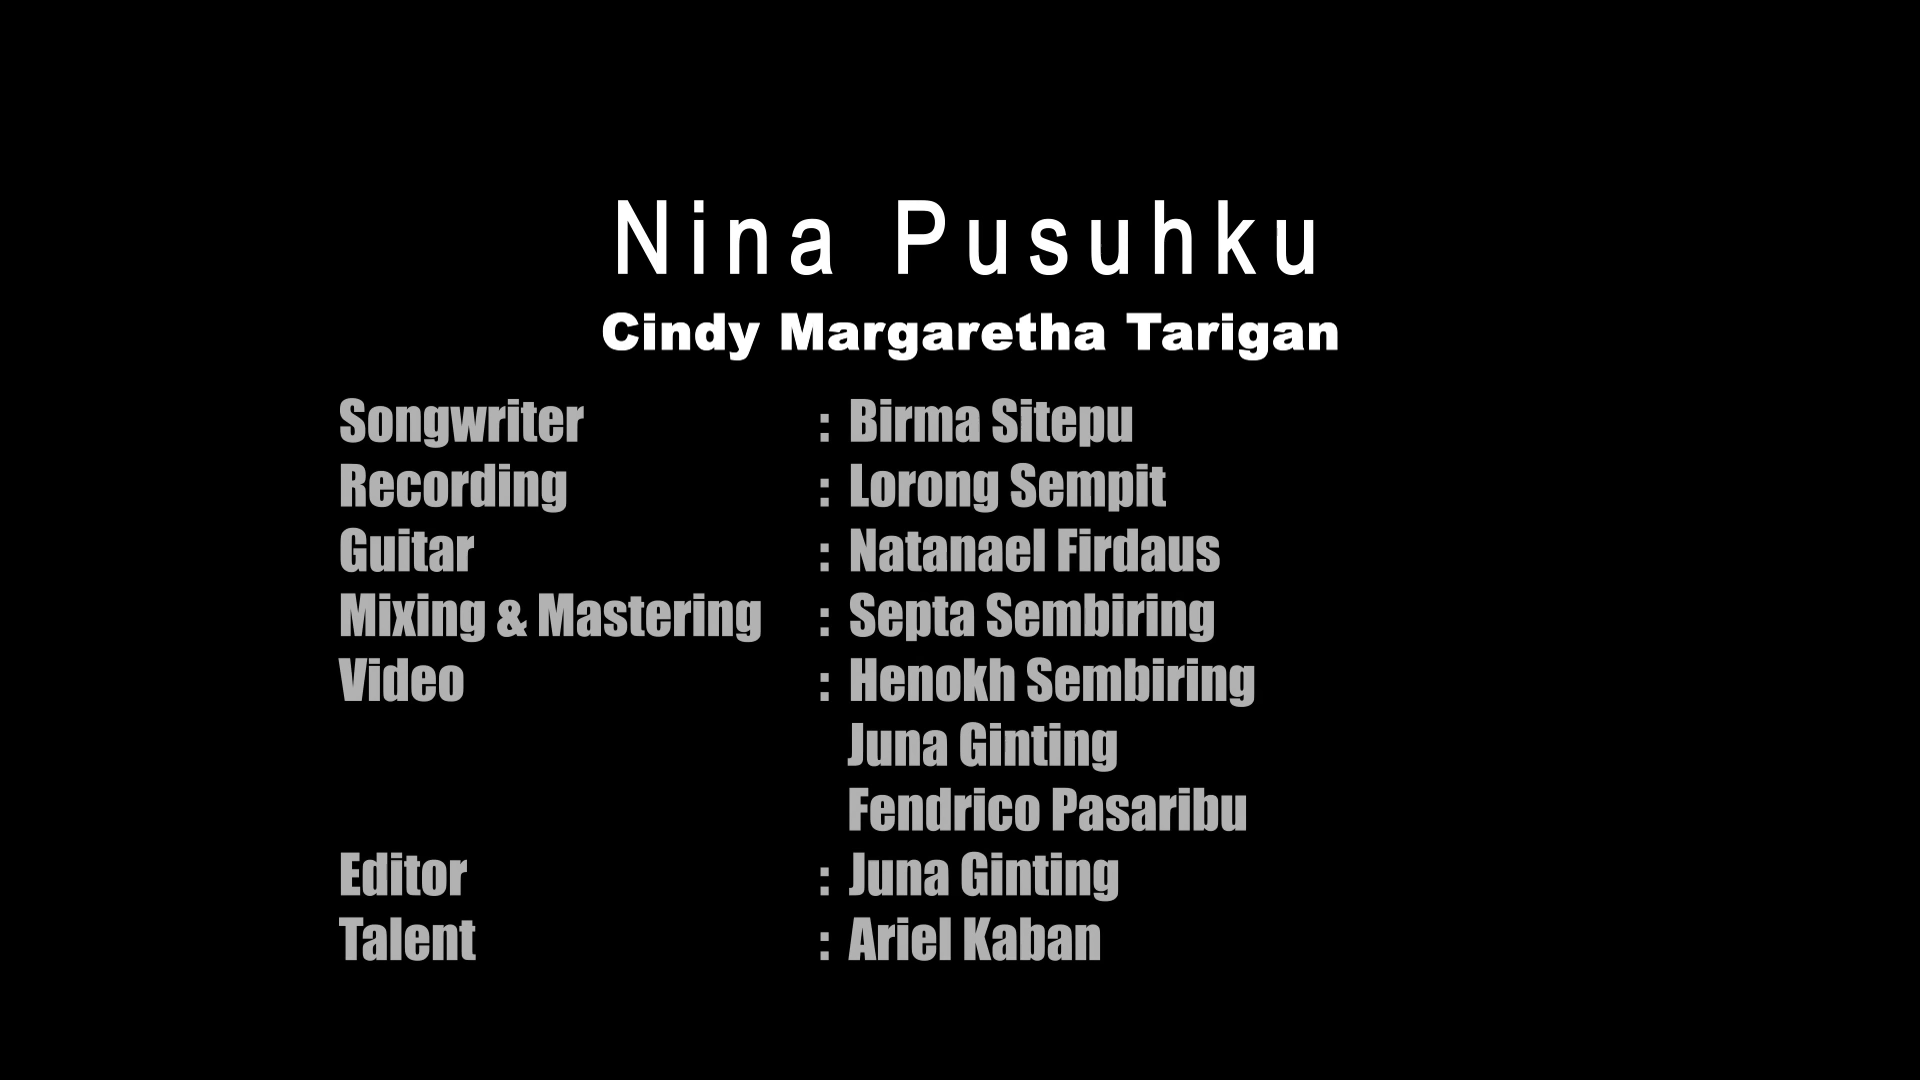 Nina Pusuhku
Cindy Margaretha Tarigan
Songwriter : Birma Sitepu
Recording : Lorong Sempit
Guitar : Natanael Firdaus
Mixing & Mastering : Septa Sembiring
Video : Henokh Sembiring
Juna Ginting
Fendrico Pasaribu
Editor : Juna Ginting
Talent : Ariel Kaban